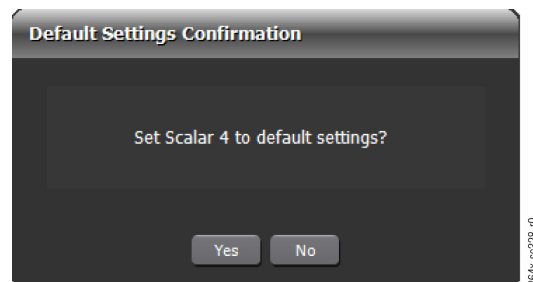 Default Settings Confirmation
Set Scalar 4 to default settings?
Yes
No